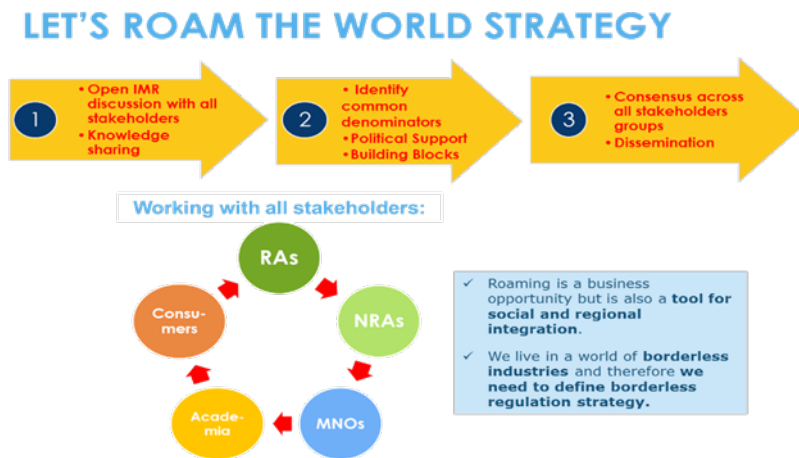 LET'S ROAM THE WORLD STRATEGY
1
• Open IMR
discussion with all
stakeholders
• Knowledge
sharing
2
• Identify
common
denominators
• Political Support
• Building Blocks
3
• Consensus across
all stakeholders
groups
• Dissemination
Working with all stakeholders:
RAs
NRAs
MNOs
Acade-
mia
Consu-
mers
✓ Roaming is a business
opportunity but is also a tool for
social and regional
integration.
✓ We live in a world of borderless
industries and therefore we
need to define borderless
regulation strategy.